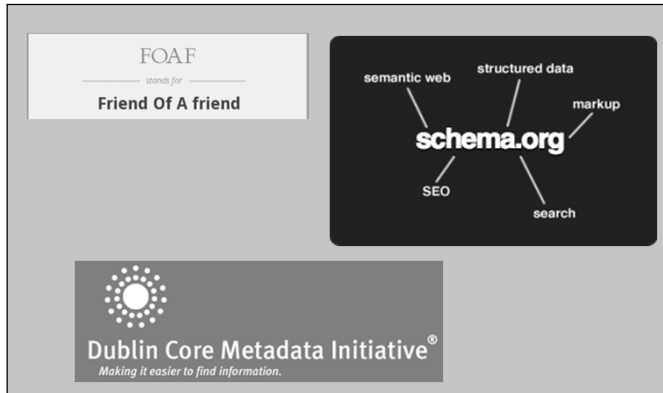 FOAF
stands for
Friend Of A friend
semantic web
structured data
markup
schema.org
SEO
search
Dublin Core Metadata Initiative®
Making it easier to find information.